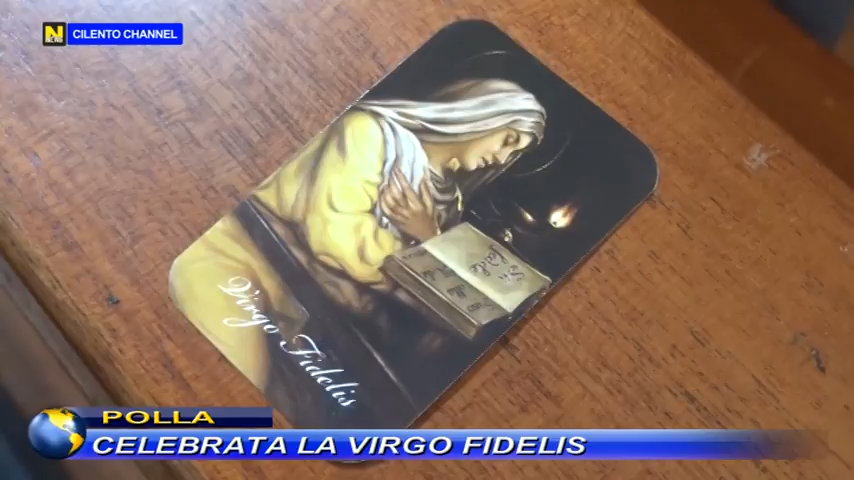 CILENTO CHANNEL
Virgo Fidelis
POLLA
CELEBRATA LA VIRGO FIDELIS